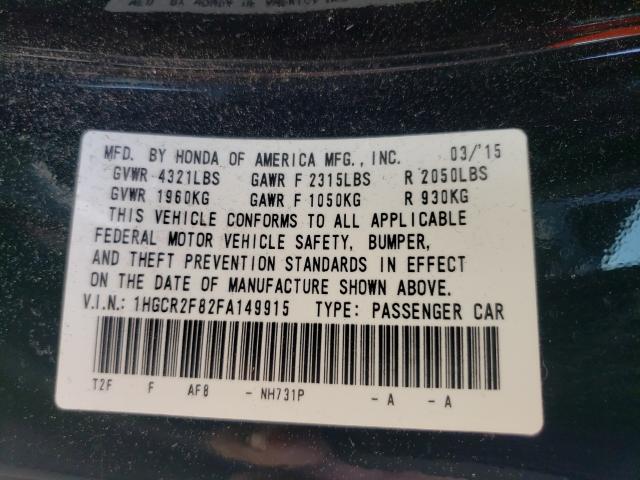 MFD. BY HONDA OF AMERICA MFG., INC. 03/'15
GVWR 4321LBS GAWR F 2315LBS R 2050LBS
GVWR 1960KG GAWR F 1050KG R 930KG
THIS VEHICLE CONFORMS TO ALL APPLICABLE
FEDERAL MOTOR VEHICLE SAFETY, BUMPER,
AND THEFT PREVENTION STANDARDS IN EFFECT
ON THE DATE OF MANUFACTURE SHOWN ABOVE.
V.I.N.: 1HGCR2F82FA149915 TYPE: PASSENGER CAR
T2F F AF8 - NH731P - A - A